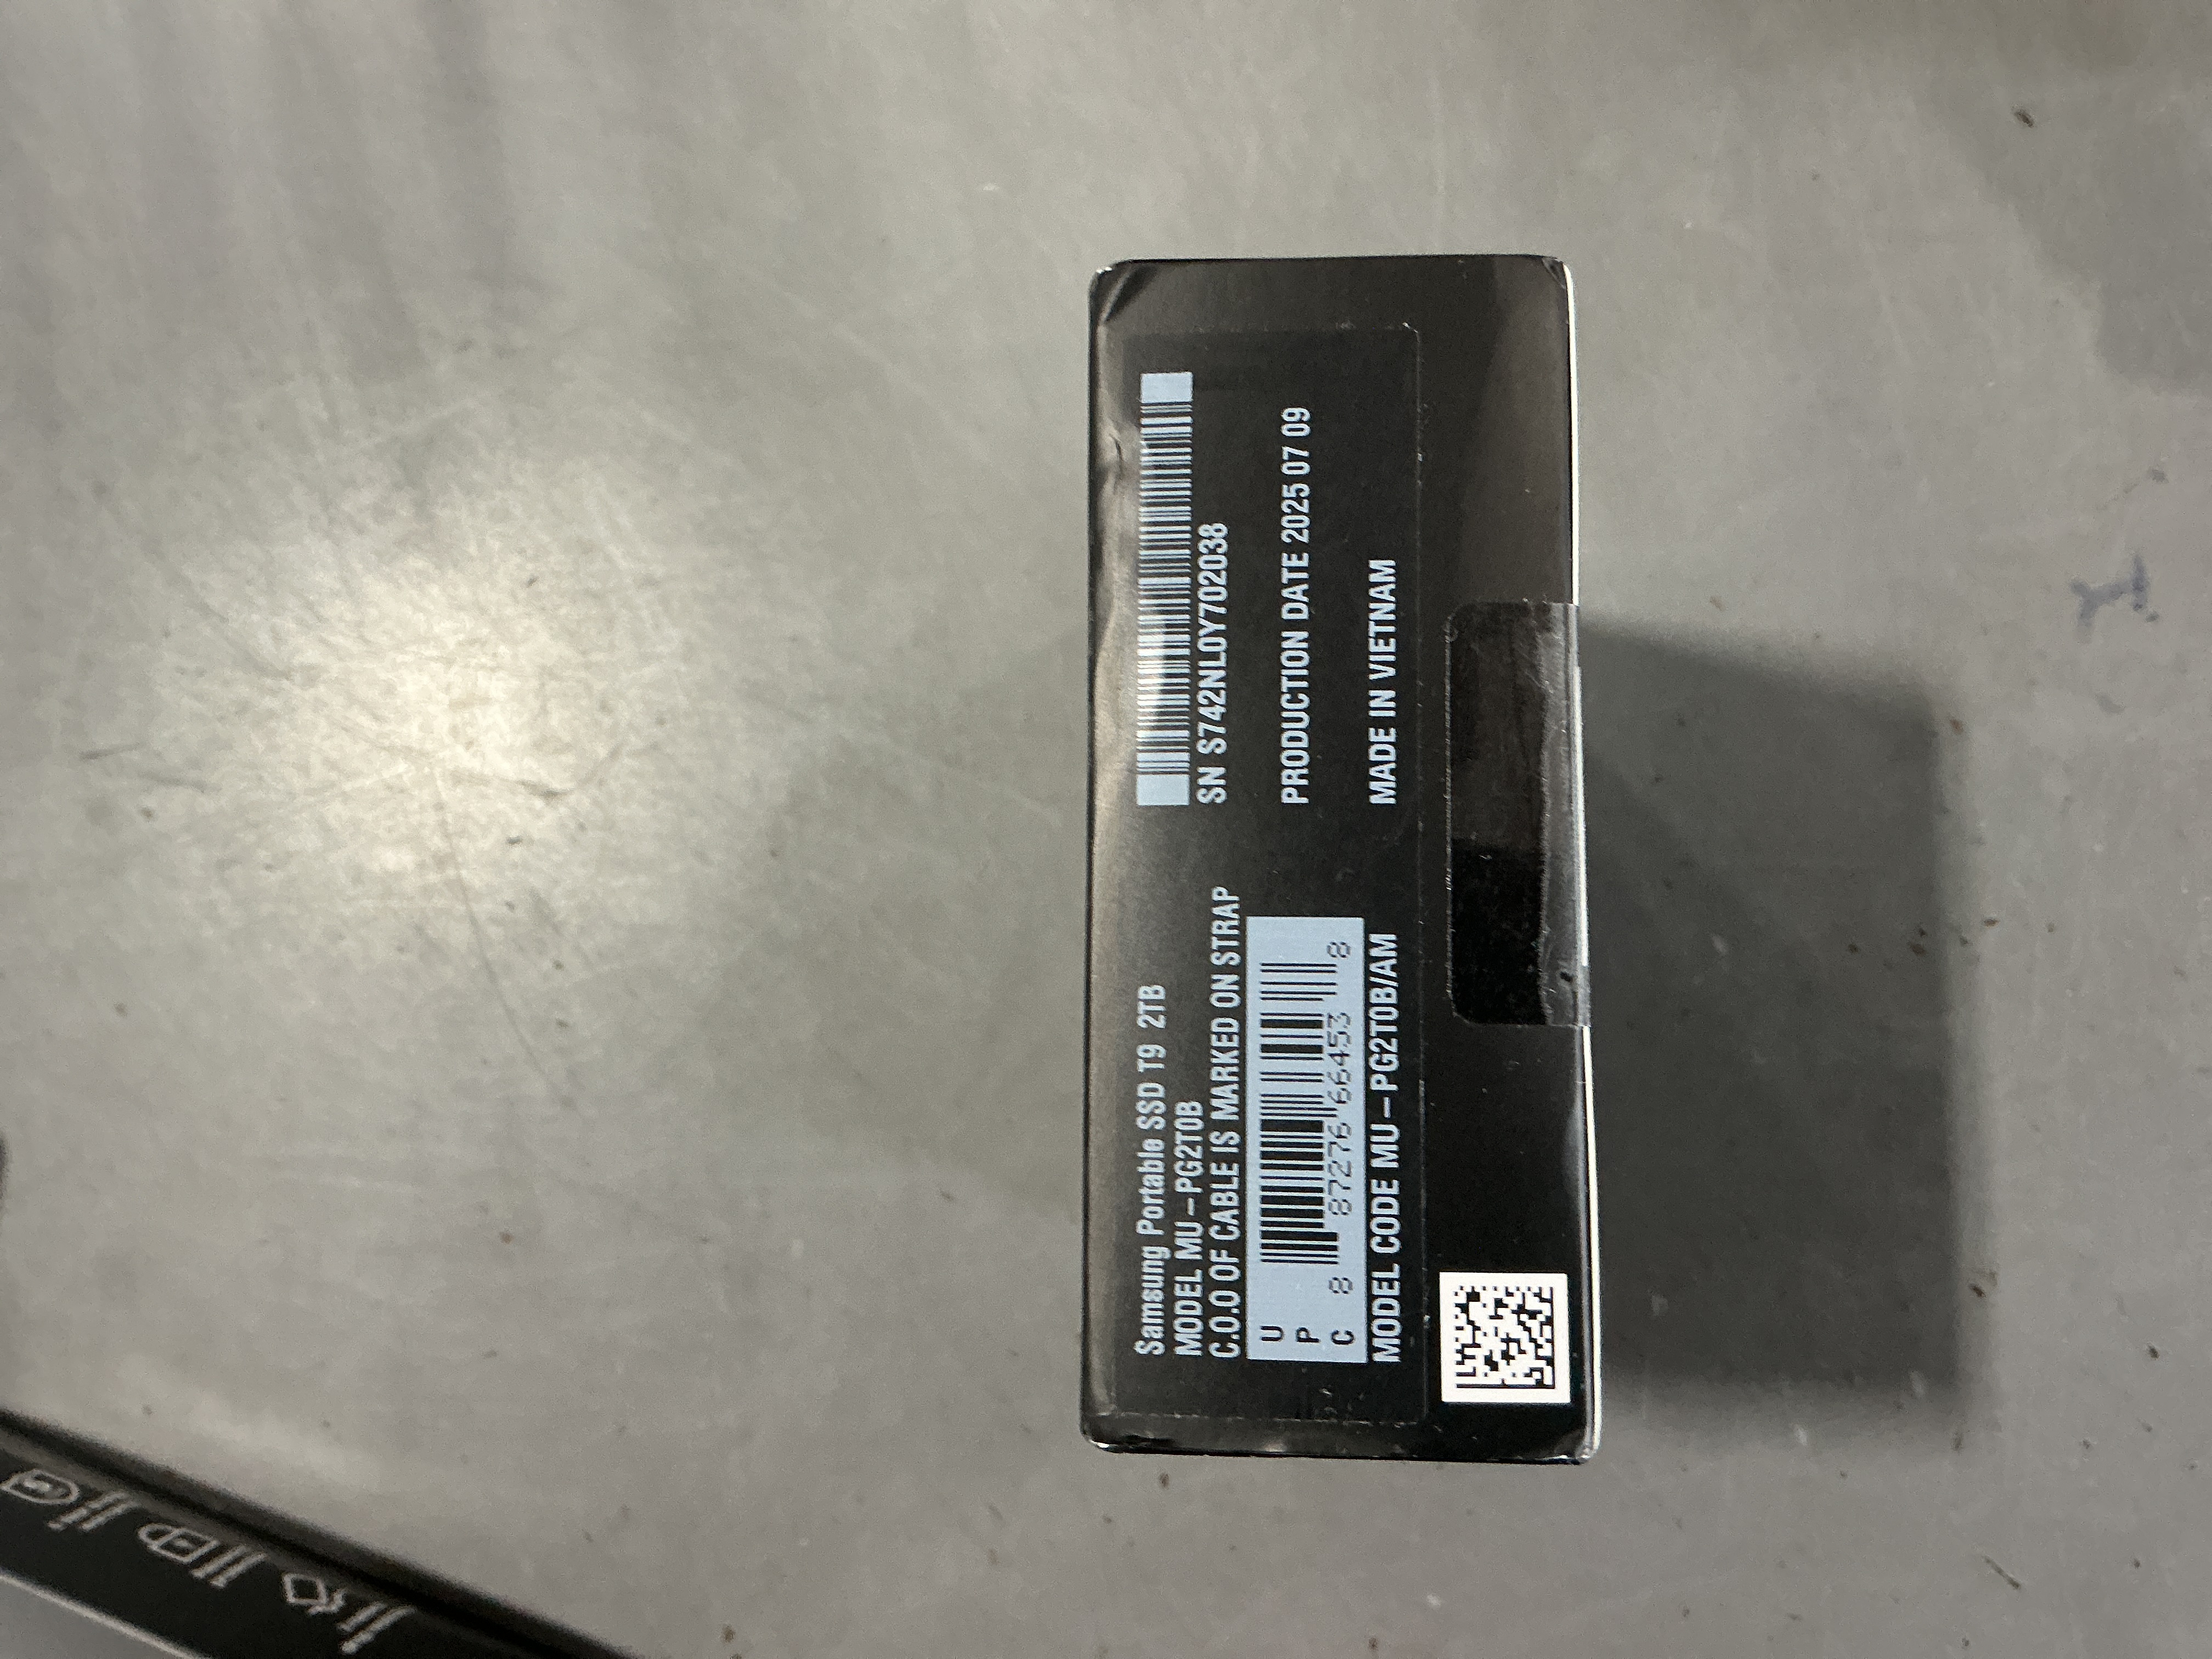 Samsung Portable SSD T9 2TB
MODEL MU-PG2T0B
C.O.O OF CABLE IS MARKED ON STRAP
UPC
8 87276 66453 8
MODEL CODE MU-PG2T0B/AM
SN S742NL0Y702038
PRODUCTION DATE 2025 07 09
MADE IN VIETNAM